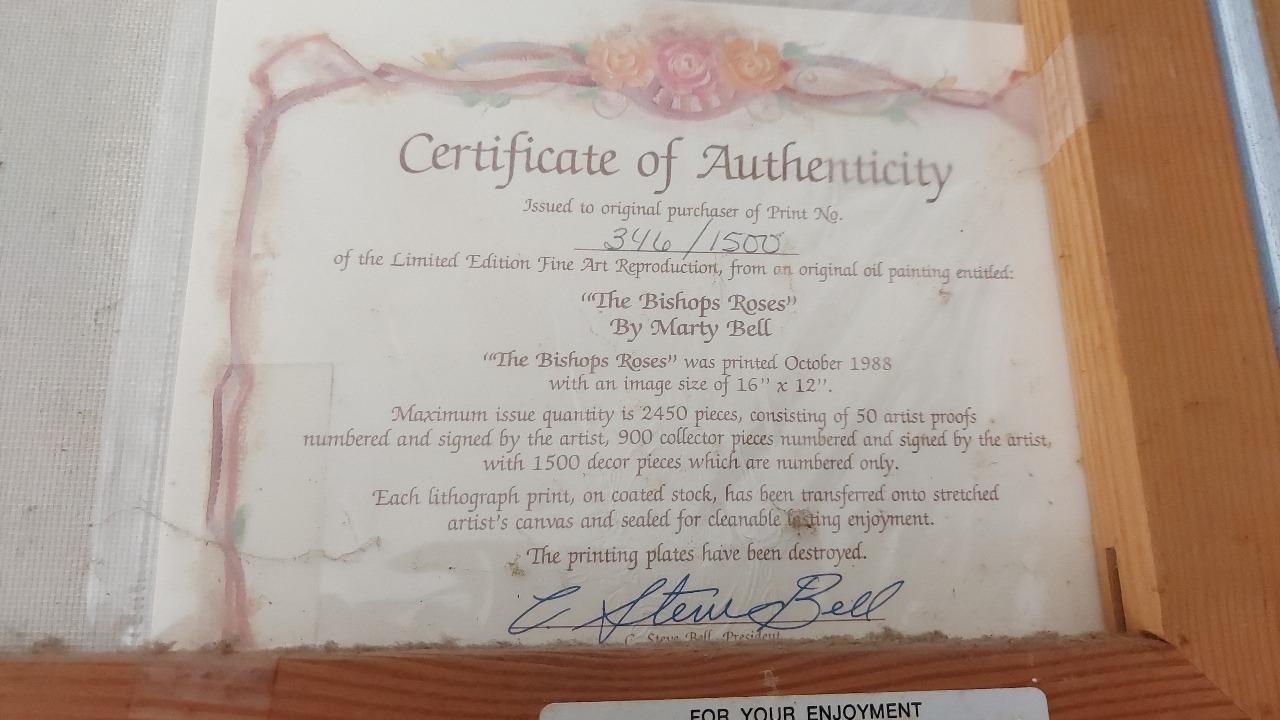 Certificate of Authenticity
Issued to original purchaser of Print No.
346/1500
of the Limited Edition Fine Art Reproduction, from an original oil painting entitled:
“The Bishops Roses”
By Marty Bell
“The Bishops Roses” was printed October 1988
with an image size of 16” x 12”.
Maximum issue quantity is 2450 pieces, consisting of 50 artist proofs
numbered and signed by the artist, 900 collector pieces numbered and signed by the artist,
with 1500 decor pieces which are numbered only.
Each lithograph print, on coated stock, has been transferred onto stretched
artist's canvas and sealed for cleanable lasting enjoyment.
The printing plates have been destroyed.
C Steve Bell
C. Steve Bell, President
FOR YOUR ENJOYMENT